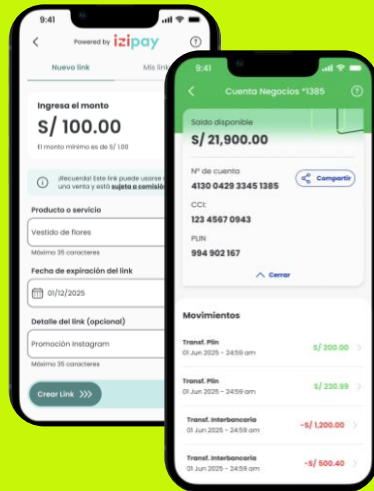 9:41
Powered by izipay
Nuevo link
Mis link
Ingresa el monto
S/ 100.00
El monto mínimo es de S/ 1.00
¡Recuerda! Este link puede usarse
una venta y está sujeta a comisión
Producto o servicio
Vestido de flores
Máximo 35 caracteres
Fecha de expiración del link
01/12/2025
Detalle del link (opcional)
Promoción Instagram
Máximo 35 caracteres
Crear Link
9:41
Cuenta Negocios *1385
Saldo disponible
S/ 21,900.00
N° de cuenta
4130 0429 3345 1385
Compartir
CCI:
123 4567 0943
PLIN
994 902 167
Cerrar
Movimientos
Transf. Plin
01 Jun 2025 - 24:59 am
S/ 200.00
Transf. Plin
01 Jun 2025 - 24:59 am
S/ 230.99
Transf. Interbancaria
01 Jun 2025 - 24:59 am
-S/ 1,200.00
Transf. Interbancaria
01 Jun 2025 - 24:59 am
-S/ 500.40